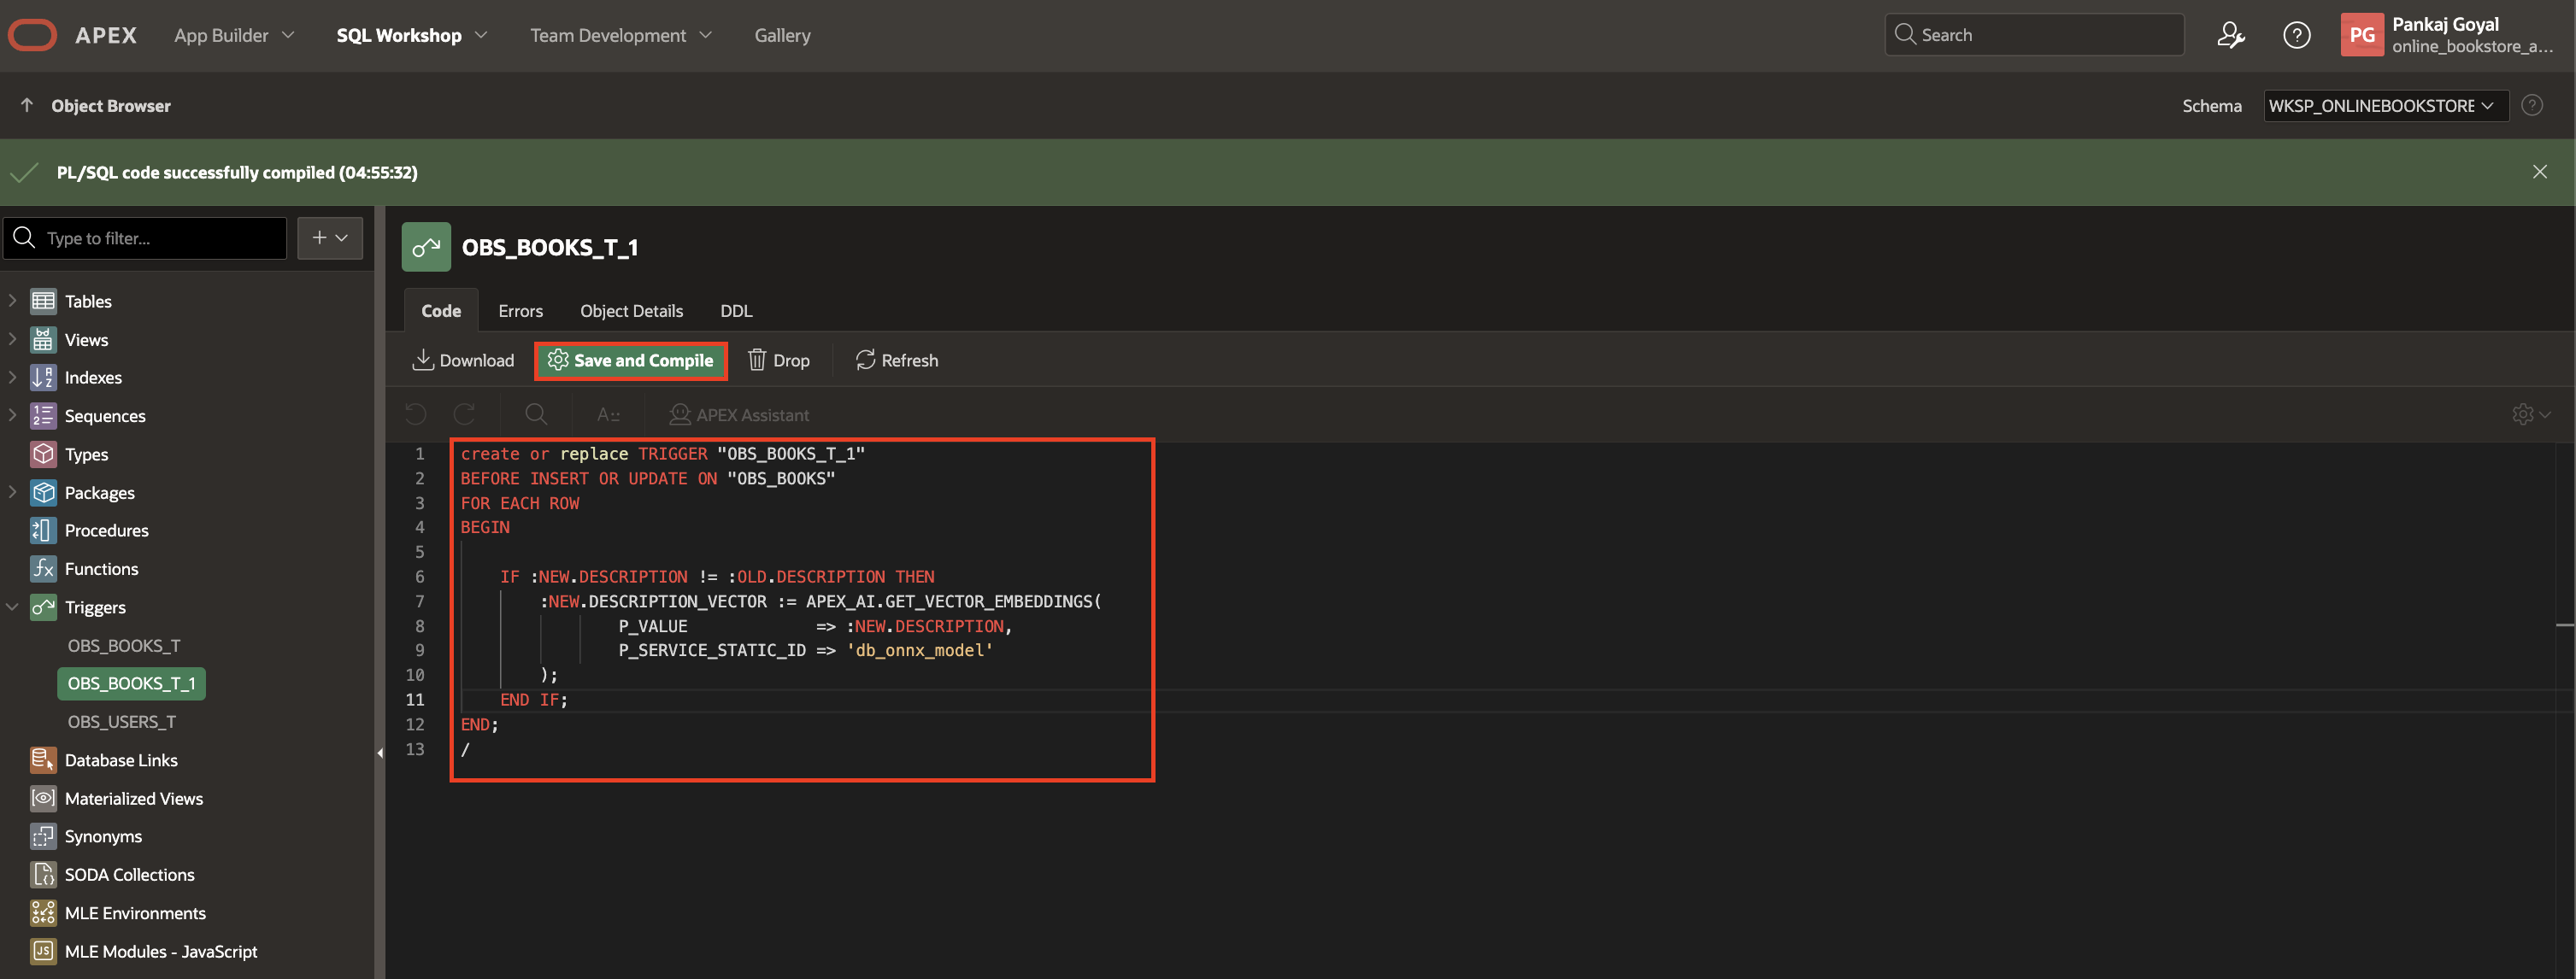 APEX App Builder SQL Workshop Team Development Gallery Search PG Pankaj Goyal
online_bookstore_a...
Object Browser Schema WKSP_ONLINEBOOKSTORE
PL/SQL code successfully compiled (04:55:32)
Type to filter...
Tables
Views
Indexes
Sequences
Types
Packages
Procedures
Functions
Triggers
OBS_BOOKS_T
OBS_BOOKS_T_1
OBS_USERS_T
Database Links
Materialized Views
Synonyms
SODA Collections
MLE Environments
MLE Modules - JavaScript
OBS_BOOKS_T_1
Code Errors Object Details DDL
Download Save and Compile Drop Refresh
A:: APEX Assistant
1 create or replace TRIGGER "OBS_BOOKS_T_1"
2 BEFORE INSERT OR UPDATE ON "OBS_BOOKS"
3 FOR EACH ROW
4 BEGIN
5
6 IF :NEW.DESCRIPTION != :OLD.DESCRIPTION THEN
7 :NEW.DESCRIPTION_VECTOR := APEX_AI.GET_VECTOR_EMBEDDINGS(
8 P_VALUE => :NEW.DESCRIPTION,
9 P_SERVICE_STATIC_ID => 'db_onnx_model'
10 );
11 END IF;
12 END;
13 /